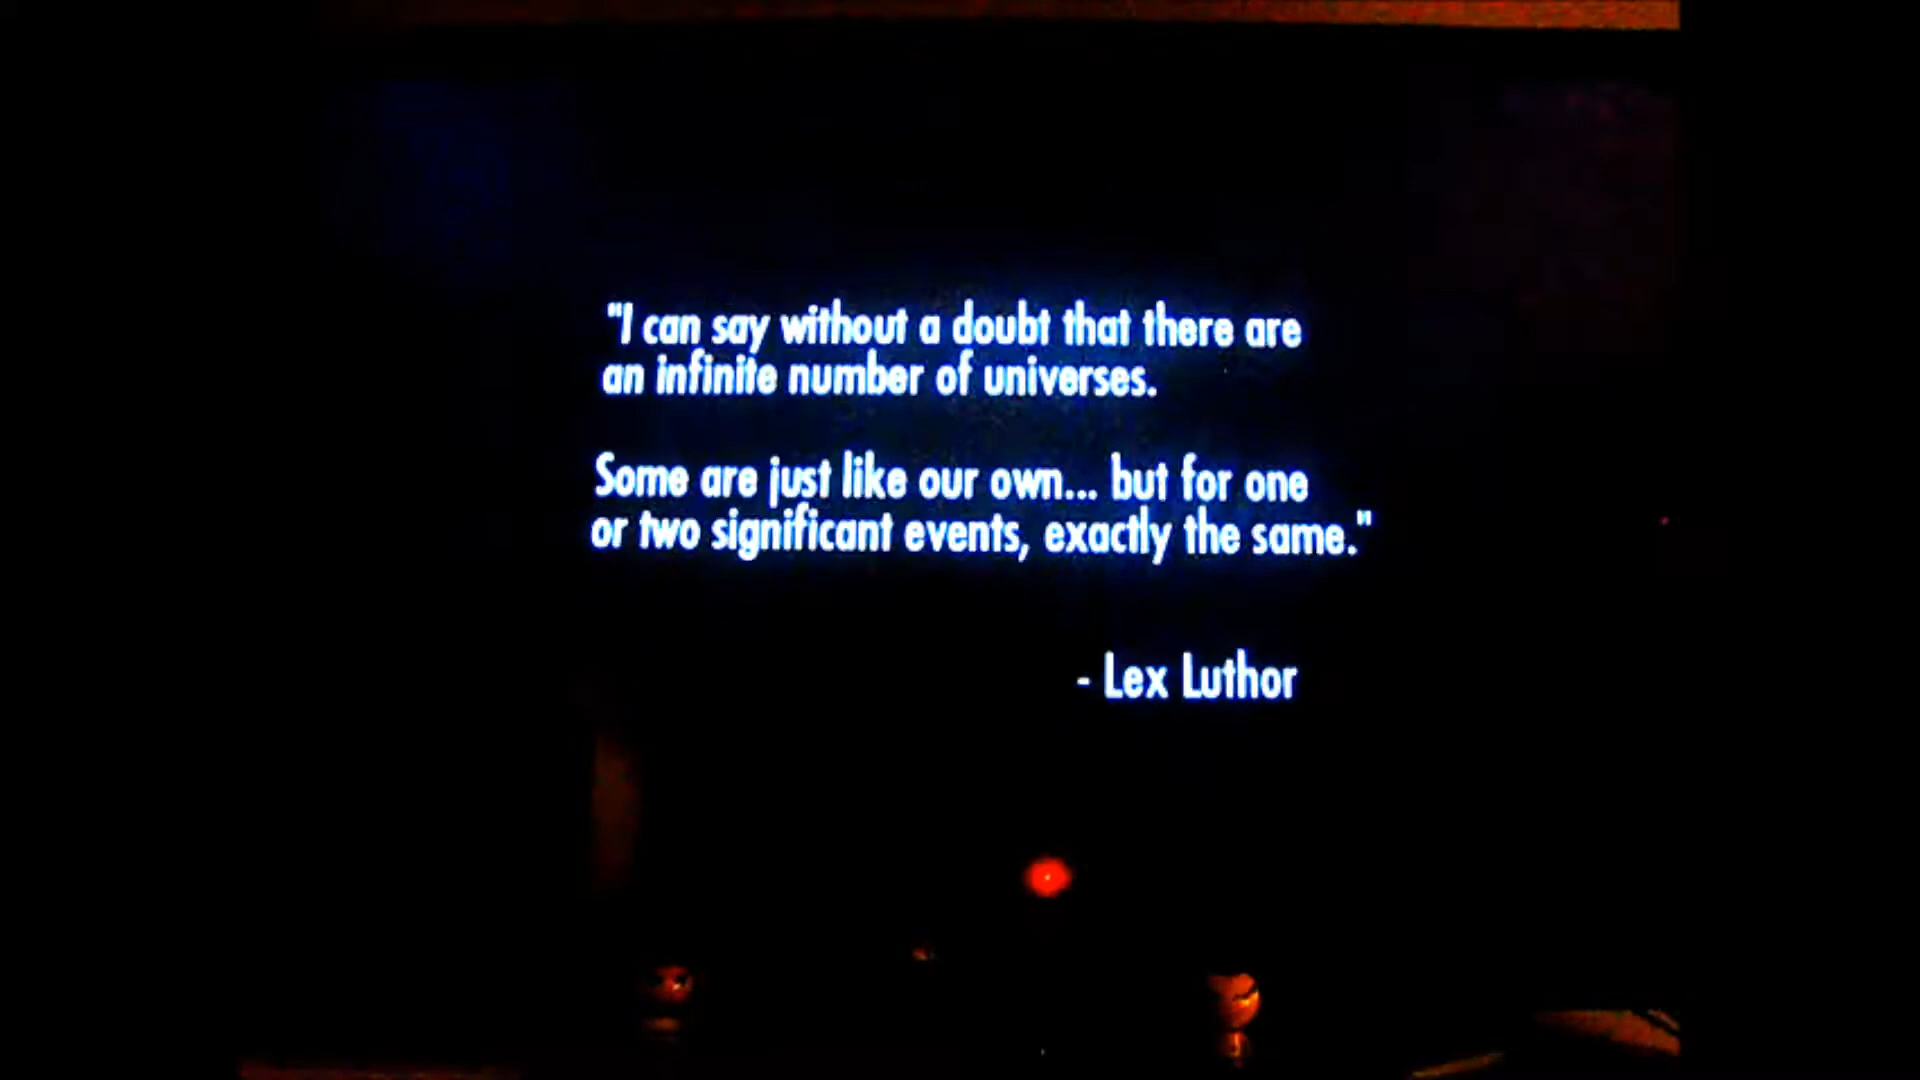 "I can say without a doubt that there are
an infinite number of universes.
Some are just like our own... but for one
or two significant events, exactly the same."
- Lex Luthor